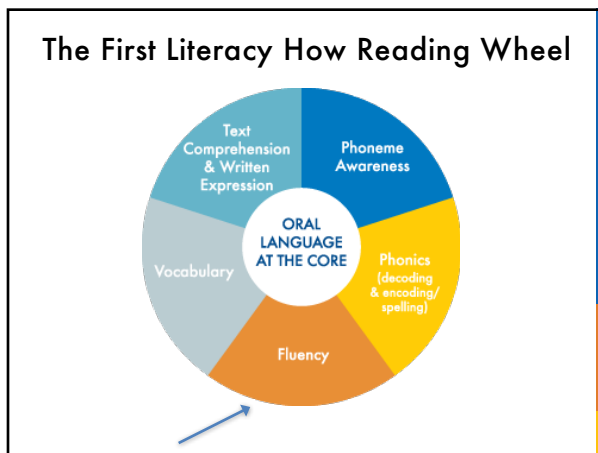 The First Literacy How Reading Wheel
Text
Comprehension
& Written
Expression
Phoneme
Awareness
ORAL
LANGUAGE
AT THE CORE
Vocabulary
Phonics
(decoding
& encoding/
spelling)
Fluency